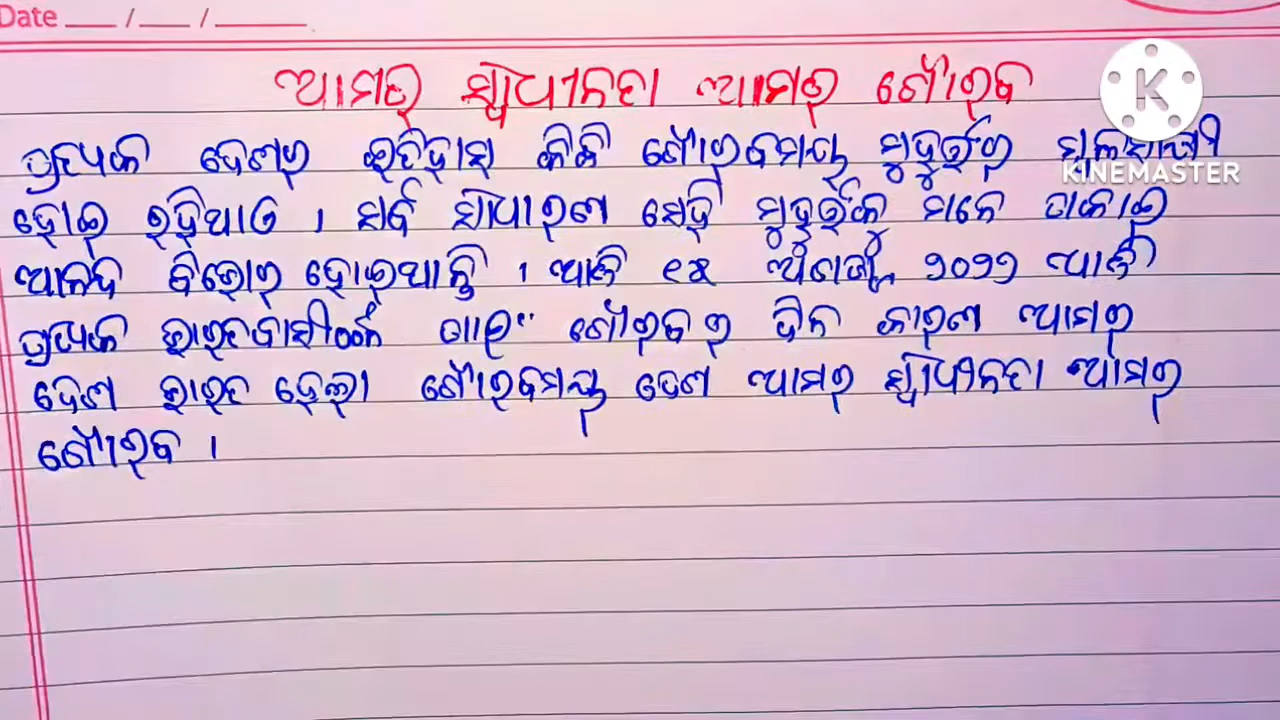 Date ___ / ___ / _____
ଆମର ସ୍ୱାଧୀନତା ଆମର ଗୌରବ
ପ୍ରତ୍ୟେକ ଦେଶର ଇତିହାସ କିଛି ଗୌରବମୟ ମୁହୂର୍ତ୍ତର
ହୋଇ ରହିଥାଏ । ସର୍ବ ସାଧାରଣ ସେହି ମୁହୂର୍ତ୍ତକୁ ମନେ ପକାଇ
ଆନନ୍ଦ ବିଭୋର ହୋଇଥାନ୍ତି । ଆଜି ୧୫ ଅଗଷ୍ଟ ୨୦୨୨ ଆଜି
ପ୍ରତ୍ୟେକ ଭାରତବାସୀଙ୍କ ପାଇଁ ଗୌରବର ଦିନ କାରଣ ଆମର
ଦେଶ ଭାରତ ହେଲା ଗୌରବମୟ ଦେଶ ଆମର ସ୍ୱାଧୀନତା ଆମର
ଗୌରବ ।
K
KINEMASTER